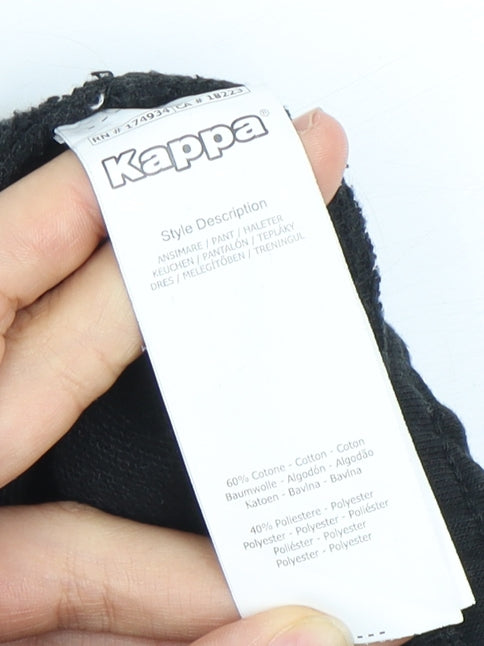 RN # 174934 CA # 18223
Kappa®
Style Description
ANSIMARE / PANT / HALETER
KEUCHEN / PANTALÓN / TEPLÁKY
DRES / MELEGÍTŐBEN / TRENINGUL
60% Cotone - Cotton - Coton
Baumwolle - Algodón - Algodão
Katoen - Bavina - Bavlna
40% Poliestere - Polyester
Polyester - Polyester - Poliéster
Poliéster - Polyester
Polyester - Polyester